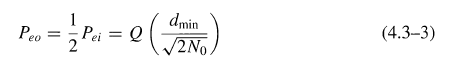 $P_{eo} = \frac{1}{2} P_{ei} = Q\left(\frac{d_{\min}}{\sqrt{2N_0}}\right)$ (4.3–3)